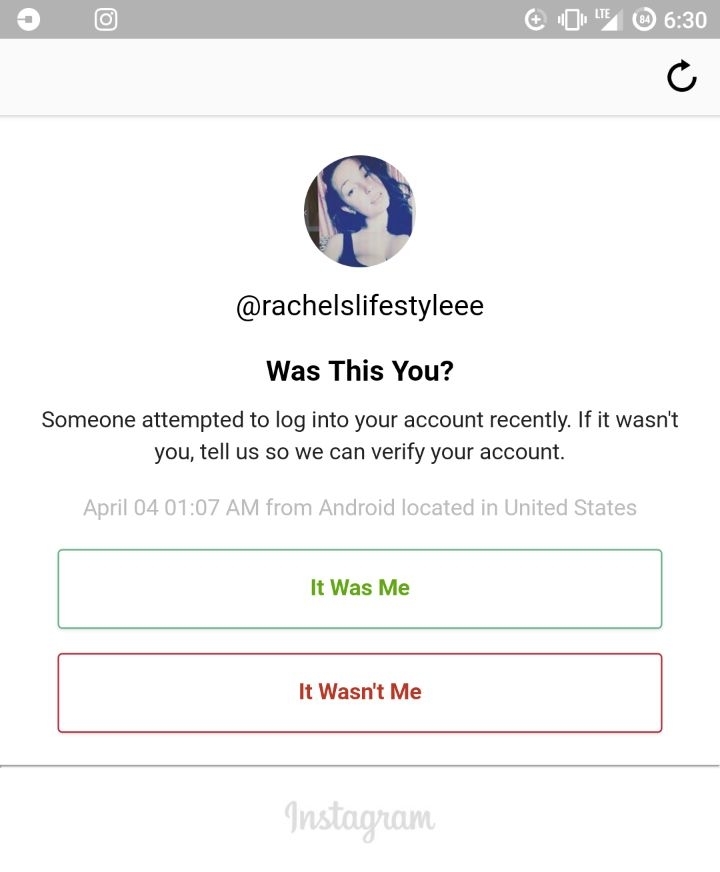 LTE 84 6:30
@rachelslifestyleee
Was This You?
Someone attempted to log into your account recently. If it wasn't
you, tell us so we can verify your account.
April 04 01:07 AM from Android located in United States
It Was Me
It Wasn't Me
Instagram